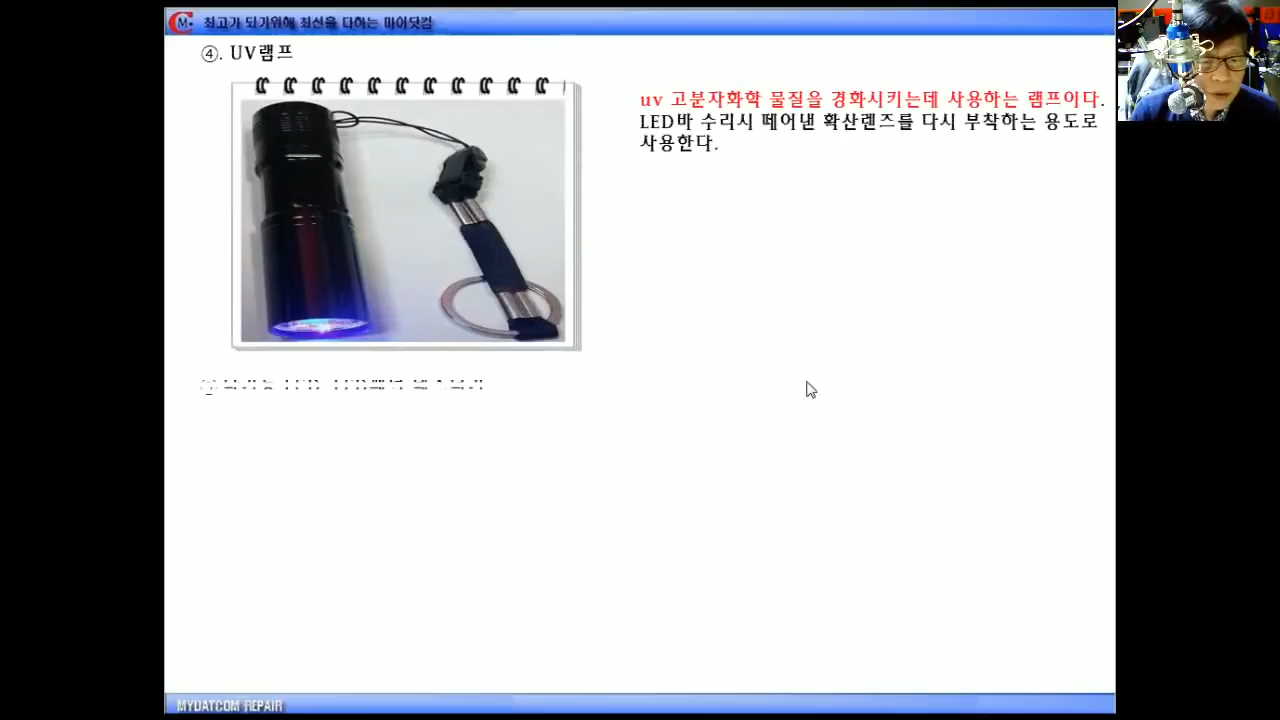 최고가 되기위해 최선을 다하는 마이닷컴
④. UV램프
uv 고분자화학 물질을 경화시키는데 사용하는 램프이다.
LED바 수리시 떼어낸 확산렌즈를 다시 부착하는 용도로
사용한다.
MYDATCOM REPAIR